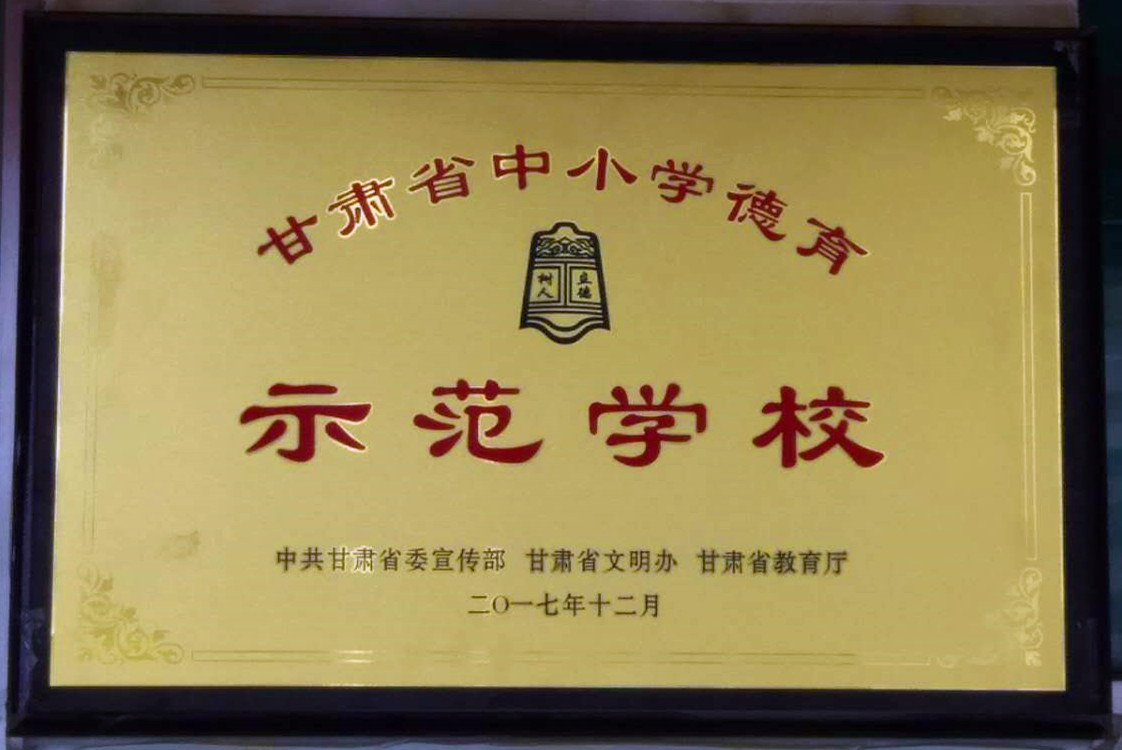 甘肃省中小学德育
树人 立德
示范学校
中共甘肃省委宣传部 甘肃省文明办 甘肃省教育厅
二〇一七年十二月